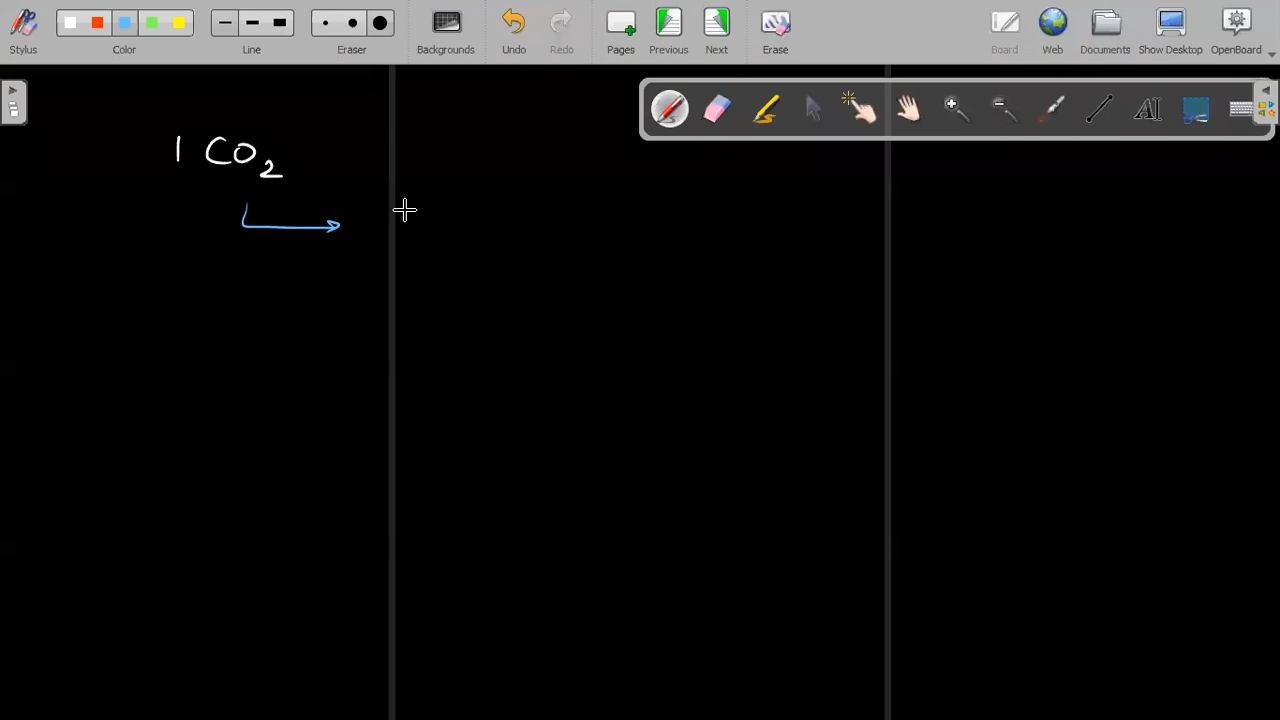 Stylus Color Line Eraser Backgrounds Undo Redo Pages Previous Next Erase Board Web Documents Show Desktop OpenBoard
AI
1 CO₂